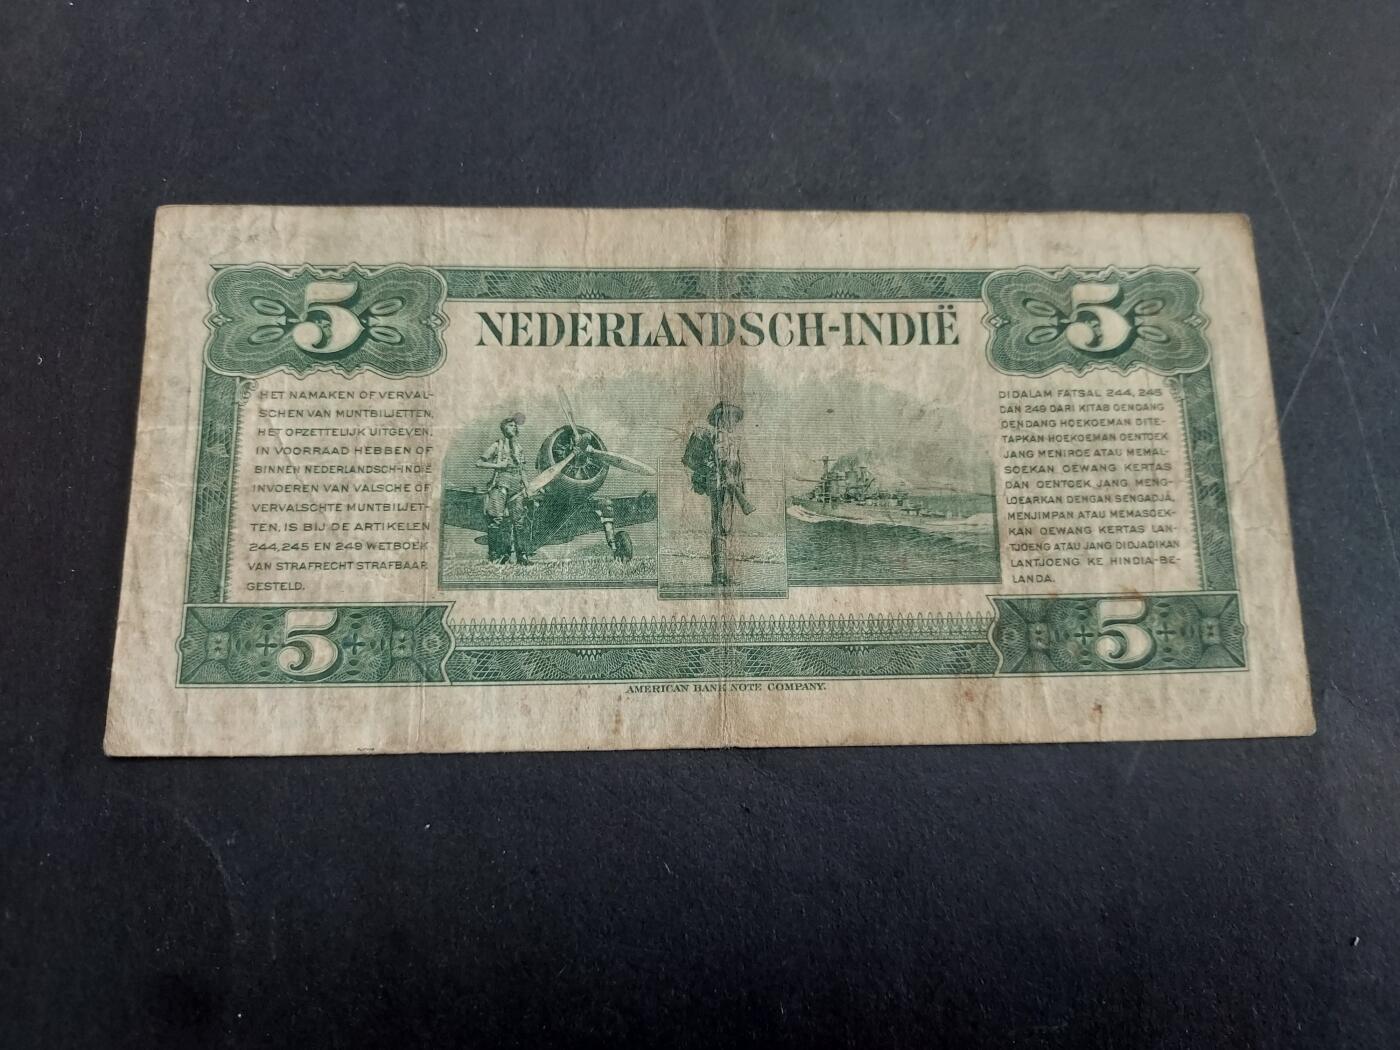 5
5
NEDERLANDSCH-INDIË
HET NAMAKEN OF VERVAL-
SCHEN VAN MUNTBILJETTEN,
HET OPZETTELIJK UITGEVEN,
IN VOORRAAD HEBBEN OF
BINNEN NEDERLANDSCH-INDIË
INVOEREN VAN VALSCHE OF
VERVALSCHTE MUNTBILJET-
TEN, IS BIJ DE ARTIKELEN
244, 245 EN 249 WETBOEK
VAN STRAFRECHT STRAFBAAR
GESTELD.
DIDALAM FATSAL 244, 245
DAN 249 DARI KITAB OENDANG
OENDANG HOEKOEMAN DITE-
TAPKAN HOEKOEMAN OENTOEK
JANG MENIROE ATAU MEMAL-
SOEKAN OEWANG KERTAS
DAN OENTOEK JANG MENG-
LOEARKAN DENGAN SENGADJA,
MENJIMPAN ATAU MEMASOEK-
KAN OEWANG KERTAS LAN-
TJOENG ATAU JANG DIDJADIKAN
LANTJOENG KE HINDIA-BE-
LANDA.
5
5
AMERICAN BANK NOTE COMPANY.